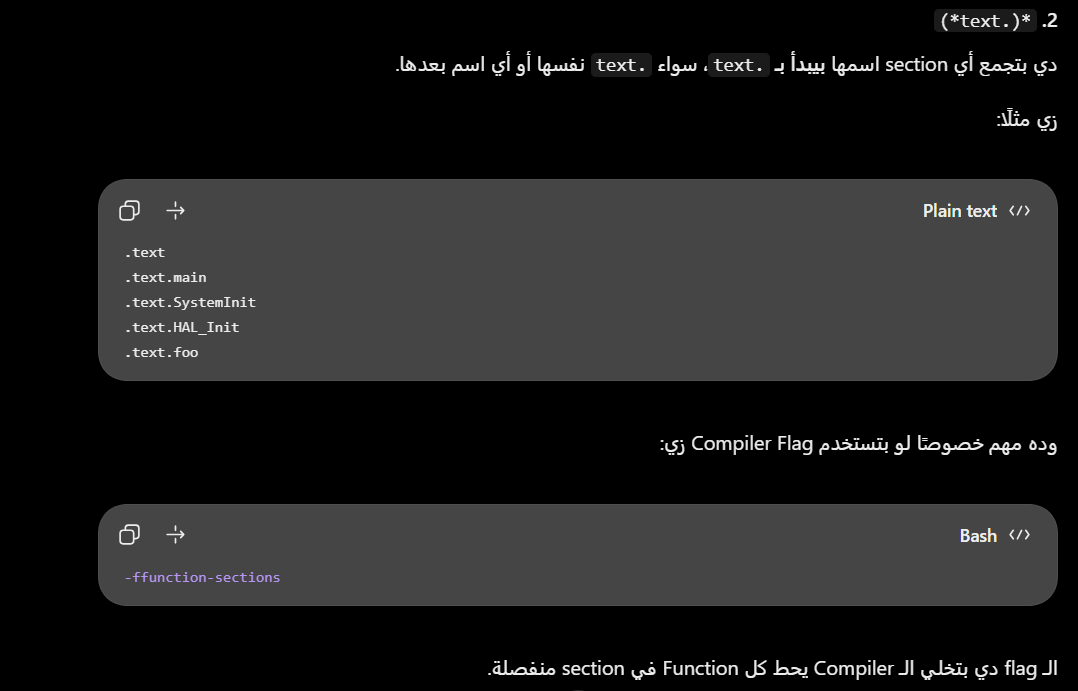 2. *(.text*)
دي بتجمع أي section اسمها بيبدأ بـ .text، سواء .text نفسها أو أي اسم بعدها.
زي مثلًا:
Plain text
.text
.text.main
.text.SystemInit
.text.HAL_Init
.text.foo
وده مهم خصوصًا لو بتستخدم Compiler Flag زي:
Bash
-ffunction-sections
الـ flag دي بتخلي الـ Compiler يحط كل Function في section منفصلة.